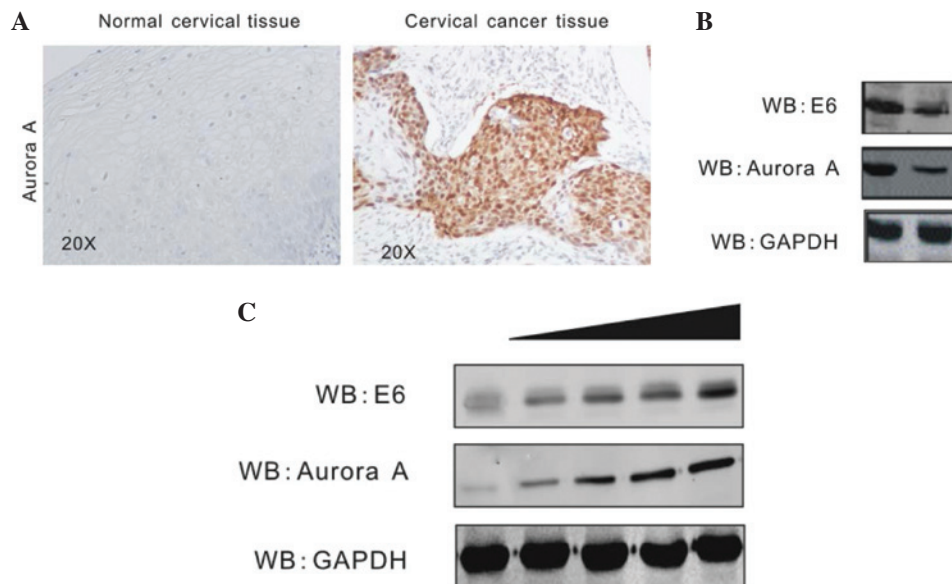 A
Normal cervical tissue
Cervical cancer tissue
Aurora A
20X
20X
B
WB:E6
WB:Aurora A
WB:GAPDH
C
WB:E6
WB:Aurora A
WB:GAPDH